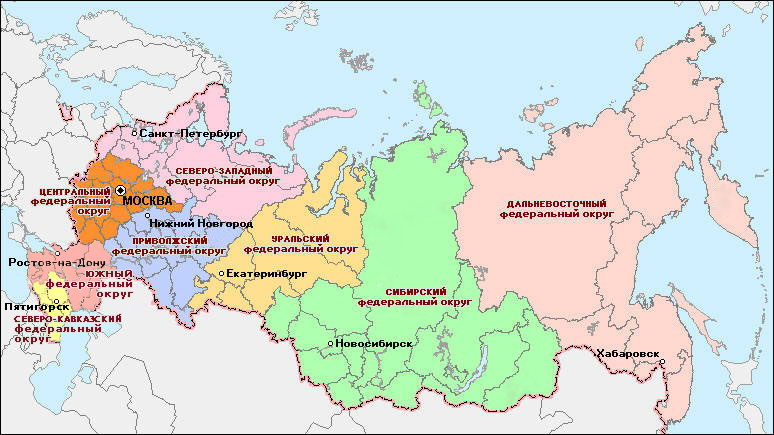 Санкт-Петербург
СЕВЕРО-ЗАПАДНЫЙ
федеральный округ
ЦЕНТРАЛЬНЫЙ
федеральный
округ
МОСКВА
Нижний Новгород
ДАЛЬНЕВОСТОЧНЫЙ
федеральный округ
ПРИВОЛЖСКИЙ
федеральный округ
УРАЛЬСКИЙ
федеральный округ
Ростов-на-Дону
ЮЖНЫЙ
федеральный
округ
Екатеринбург
СИБИРСКИЙ
федеральный округ
Пятигорск
СЕВЕРО-КАВКАЗСКИЙ
федеральный
округ
Новосибирск
Хабаровск